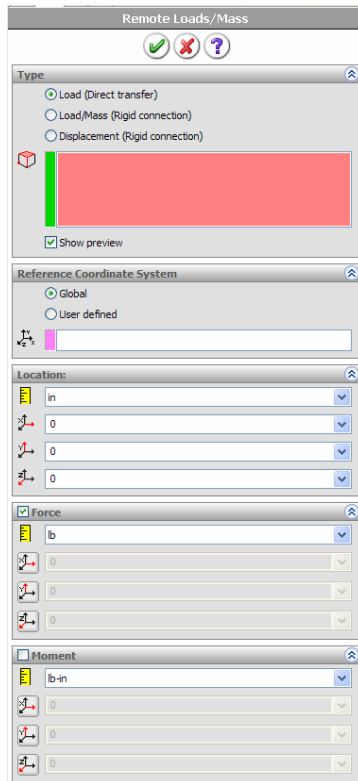 Remote Loads/Mass
?
Type
Load (Direct transfer)
Load/Mass (Rigid connection)
Displacement (Rigid connection)
Show preview
Reference Coordinate System
Global
User defined
Location:
in
0
0
0
Force
lb
0
0
0
Moment
lb-in
0
0
0